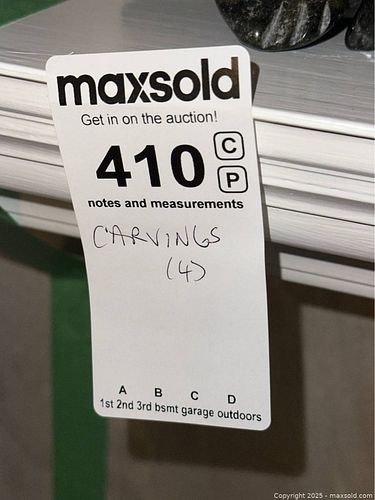 maxsold
Get in on the auction!
410 C
P
notes and measurements
CARVINGS
(4)
A B C D
1st 2nd 3rd bsmt garage outdoors
Copyright 2025 - maxsold.com